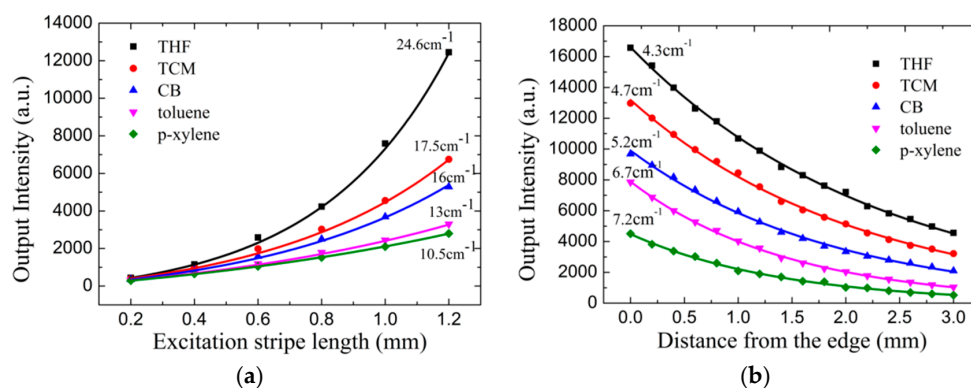 14000
12000
10000
8000
6000
4000
2000
0
Output Intensity (a.u.)
THF
TCM
CB
toluene
p-xylene
24.6cm⁻¹
17.5cm⁻¹
16cm⁻¹
13cm⁻¹
10.5cm⁻¹
0.2 0.4 0.6 0.8 1.0 1.2
Excitation stripe length (mm)
(a)
18000
16000
14000
12000
10000
8000
6000
4000
2000
0
Output Intensity (a.u.)
b)
4.3cm⁻¹
4.7cm⁻¹
5.2cm⁻¹
6.7cm⁻¹
7.2cm⁻¹
THF
TCM
CB
toluene
p-xylene
0.0 0.5 1.0 1.5 2.0 2.5 3.0
Distance from the edge (mm)
(b)